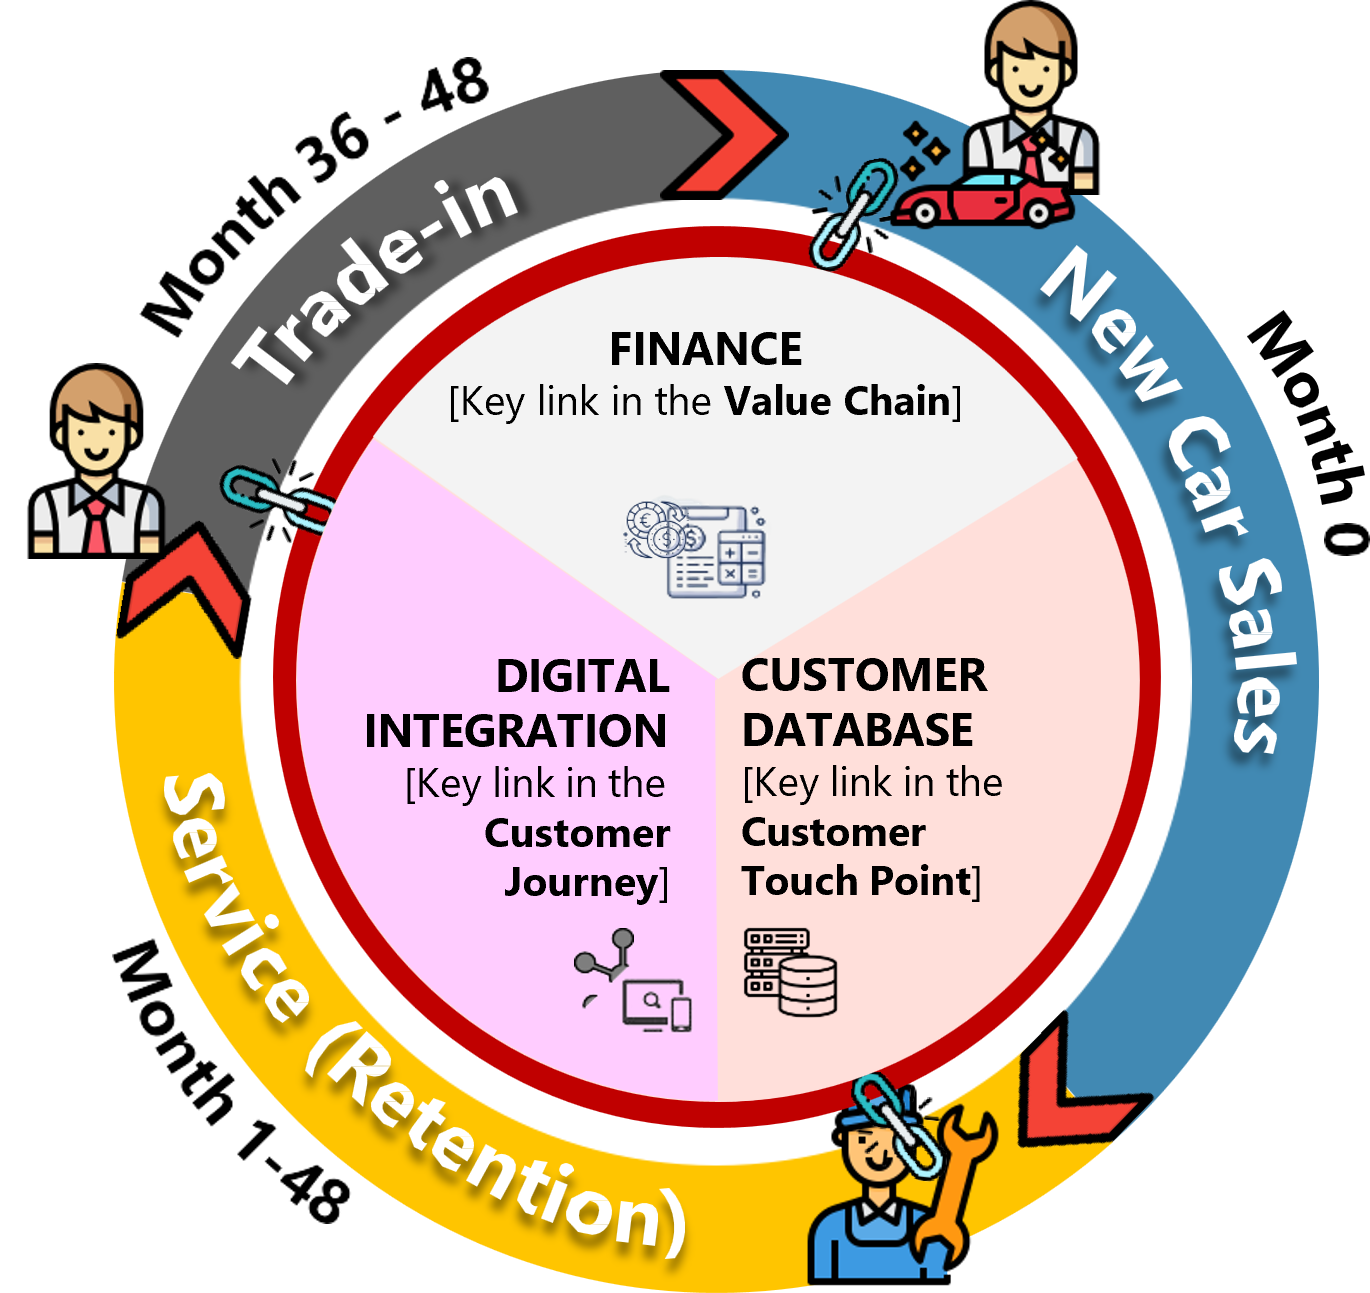 Month 36 - 48
Trade-in
New Car Sales
Month 0
FINANCE
[Key link in the Value Chain]
DIGITAL
INTEGRATION
[Key link in the
Customer
Journey]
CUSTOMER
DATABASE
[Key link in the
Customer
Touch Point]
Service (Retention)
Month 1-48